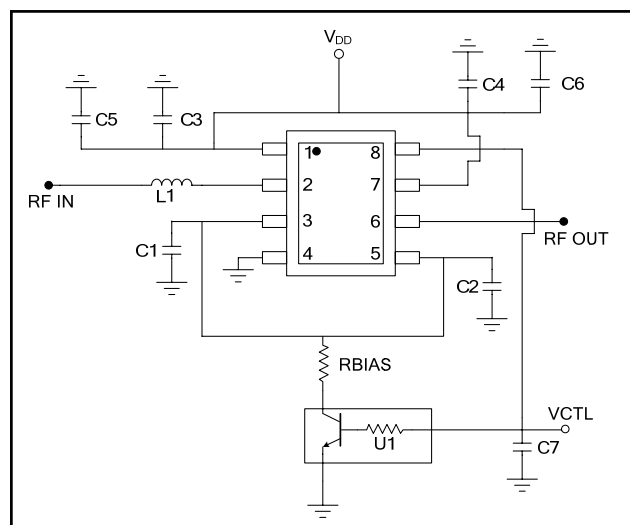 VDD
C5
C3
C4
C6
1
8
2
7
3
6
4
5
RF IN
L1
RF OUT
C1
C2
RBIAS
U1
VCTL
C7